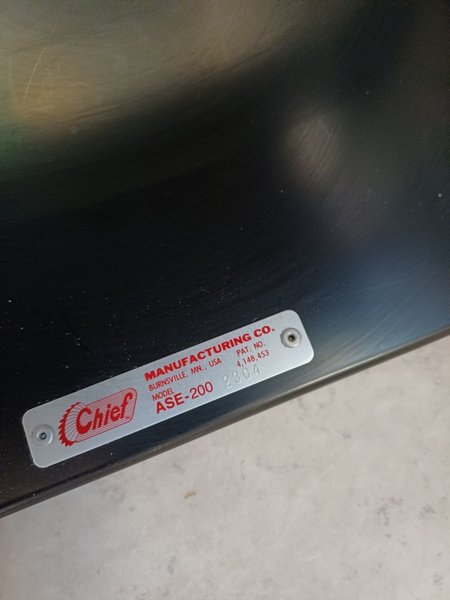 Chief
MANUFACTURING CO.
BURNSVILLE, MN., USA PAT. NO.
MODEL 4,148,453
ASE-200 2304